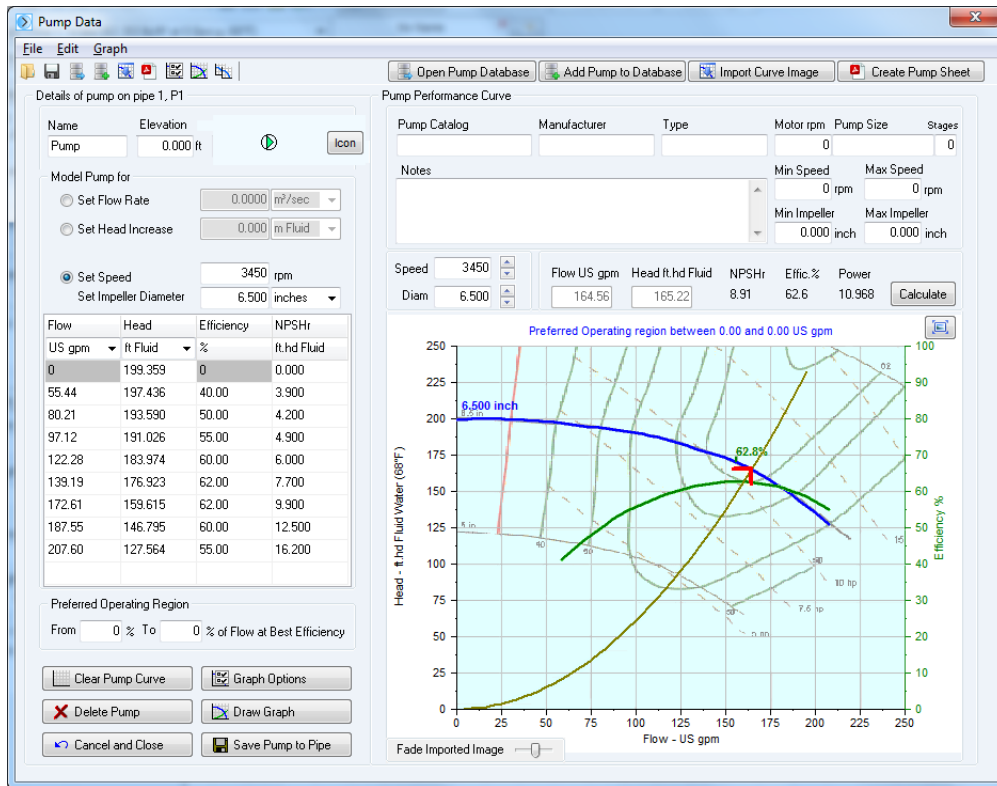 Pump Data
File Edit Graph
Open Pump Database Add Pump to Database Import Curve Image Create Pump Sheet
Details of pump on pipe 1, P1
Name Elevation
Pump 0.000 ft Icon
Model Pump for
Set Flow Rate 0.0000 m³/sec
Set Head Increase 0.000 m Fluid
Set Speed 3450 rpm
Set Impeller Diameter 6.500 inches
Flow Head Efficiency NPSHr
US gpm ft Fluid % ft.hd Fluid
0 199.359 0 0.000
55.44 197.436 40.00 3.900
80.21 193.590 50.00 4.200
97.12 191.026 55.00 4.900
122.28 183.974 60.00 6.000
139.19 176.923 62.00 7.700
172.61 159.615 62.00 9.900
187.55 146.795 60.00 12.500
207.60 127.564 55.00 16.200
Preferred Operating Region
From 0 % To 0 % of Flow at Best Efficiency
Clear Pump Curve Graph Options
Delete Pump Draw Graph
Cancel and Close Save Pump to Pipe
Pump Performance Curve
Pump Catalog Manufacturer Type Motor rpm Pump Size Stages
0 0
Notes
Min Speed Max Speed
0 rpm 0 rpm
Min Impeller Max Impeller
0.000 inch 0.000 inch
Speed 3450
Diam 6.500
Flow US gpm Head ft.hd Fluid NPSHr Effic.% Power
164.56 165.22 8.91 62.6 10.968 Calculate
Preferred Operating region between 0.00 and 0.00 US gpm
250
225
200
175
150
125
100
75
50
25
0
Head - ft.hd Fluid Water (68°F)
6.500 inch
62.8%
62
5 in
40
15
10 hp
7.5 hp
100
90
80
70
60
50
40
30
20
10
0
Efficiency %
0 25 50 75 100 125 150 175 200 225 250
Flow - US gpm
Fade Imported Image